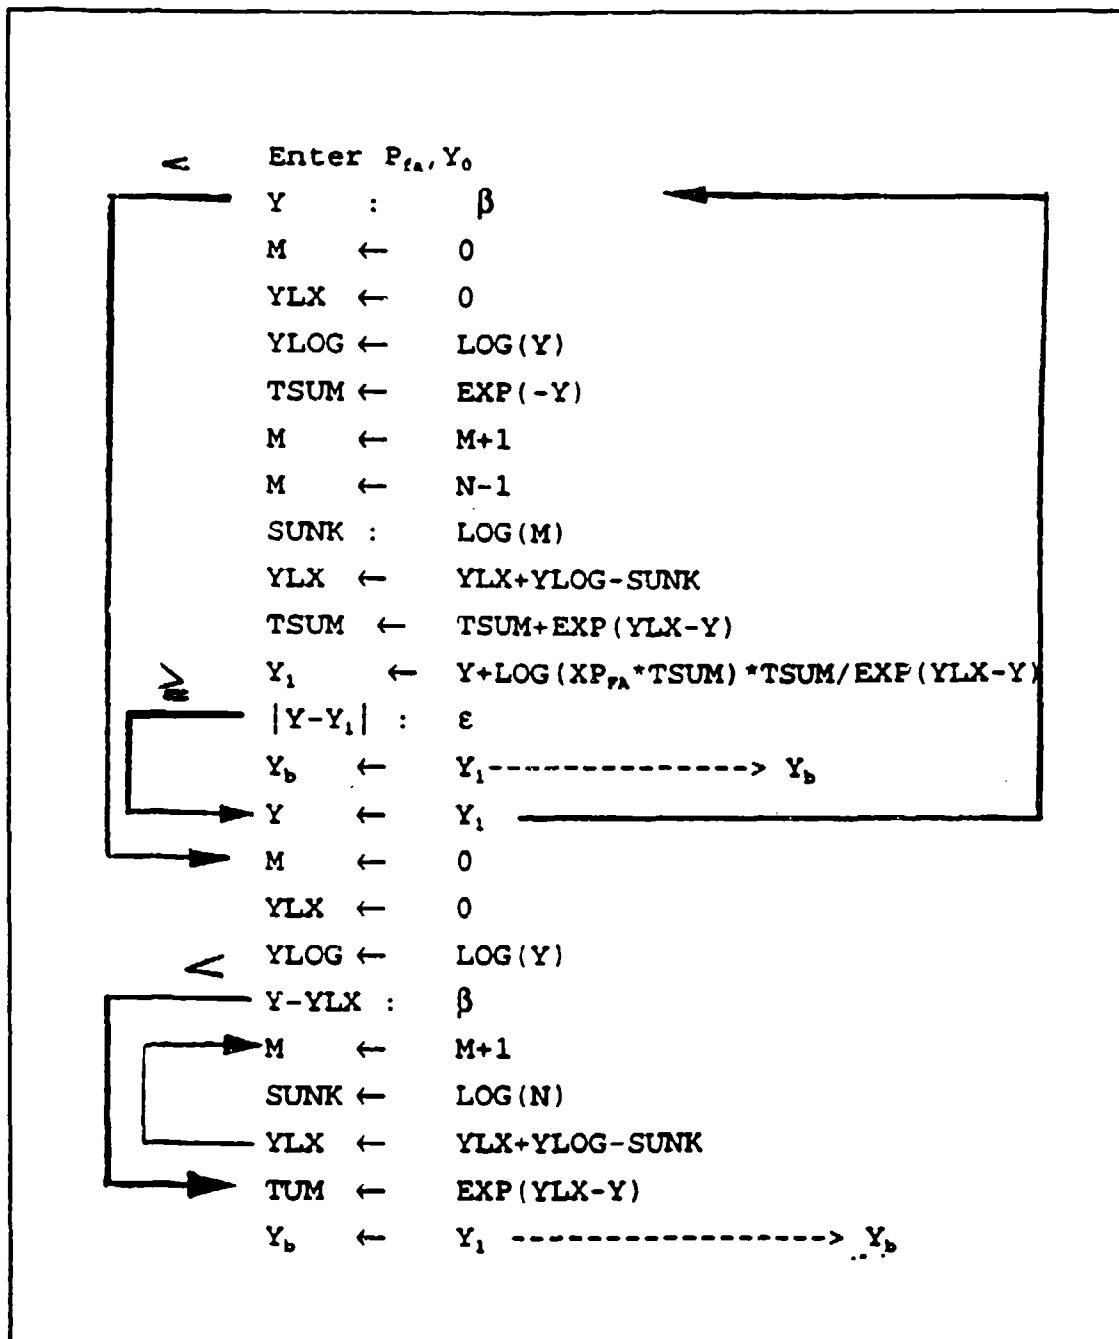 < Enter P_fa, Y_0
Y : β
M ← 0
YLX ← 0
YLOG ← LOG(Y)
TSUM ← EXP(-Y)
M ← M+1
M ← N-1
SUNK : LOG(M)
YLX ← YLX+YLOG-SUNK
TSUM ← TSUM+EXP(YLX-Y)
≥ Y_1 ← Y+LOG(XP_FA*TSUM)*TSUM/EXP(YLX-Y)
|Y-Y_1| : ε
Y_b ← Y_1--------------> Y_b
Y ← Y_1
M ← 0
YLX ← 0
< YLOG ← LOG(Y)
Y-YLX : β
M ← M+1
SUNK ← LOG(N)
YLX ← YLX+YLOG-SUNK
TUM ← EXP(YLX-Y)
Y_b ← Y_1 -----------------> Y_b